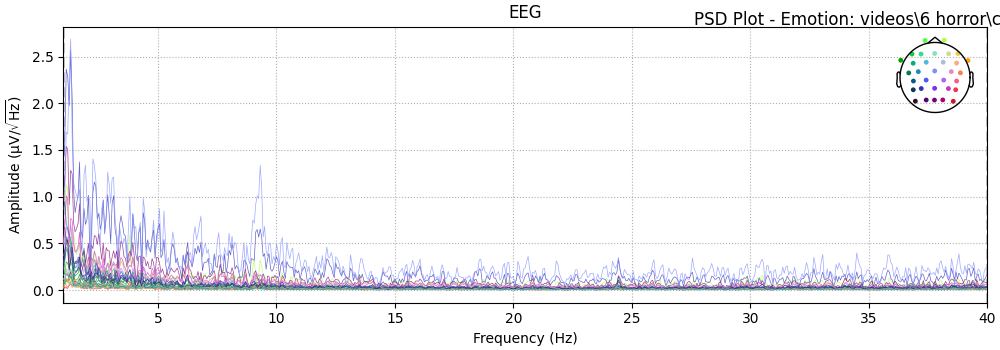 EEG
PSD Plot - Emotion: videos\6 horror\c
Amplitude (µV/√Hz)
2.5
2.0
1.5
1.0
0.5
0.0
5 10 15 20 25 30 35 40
Frequency (Hz)